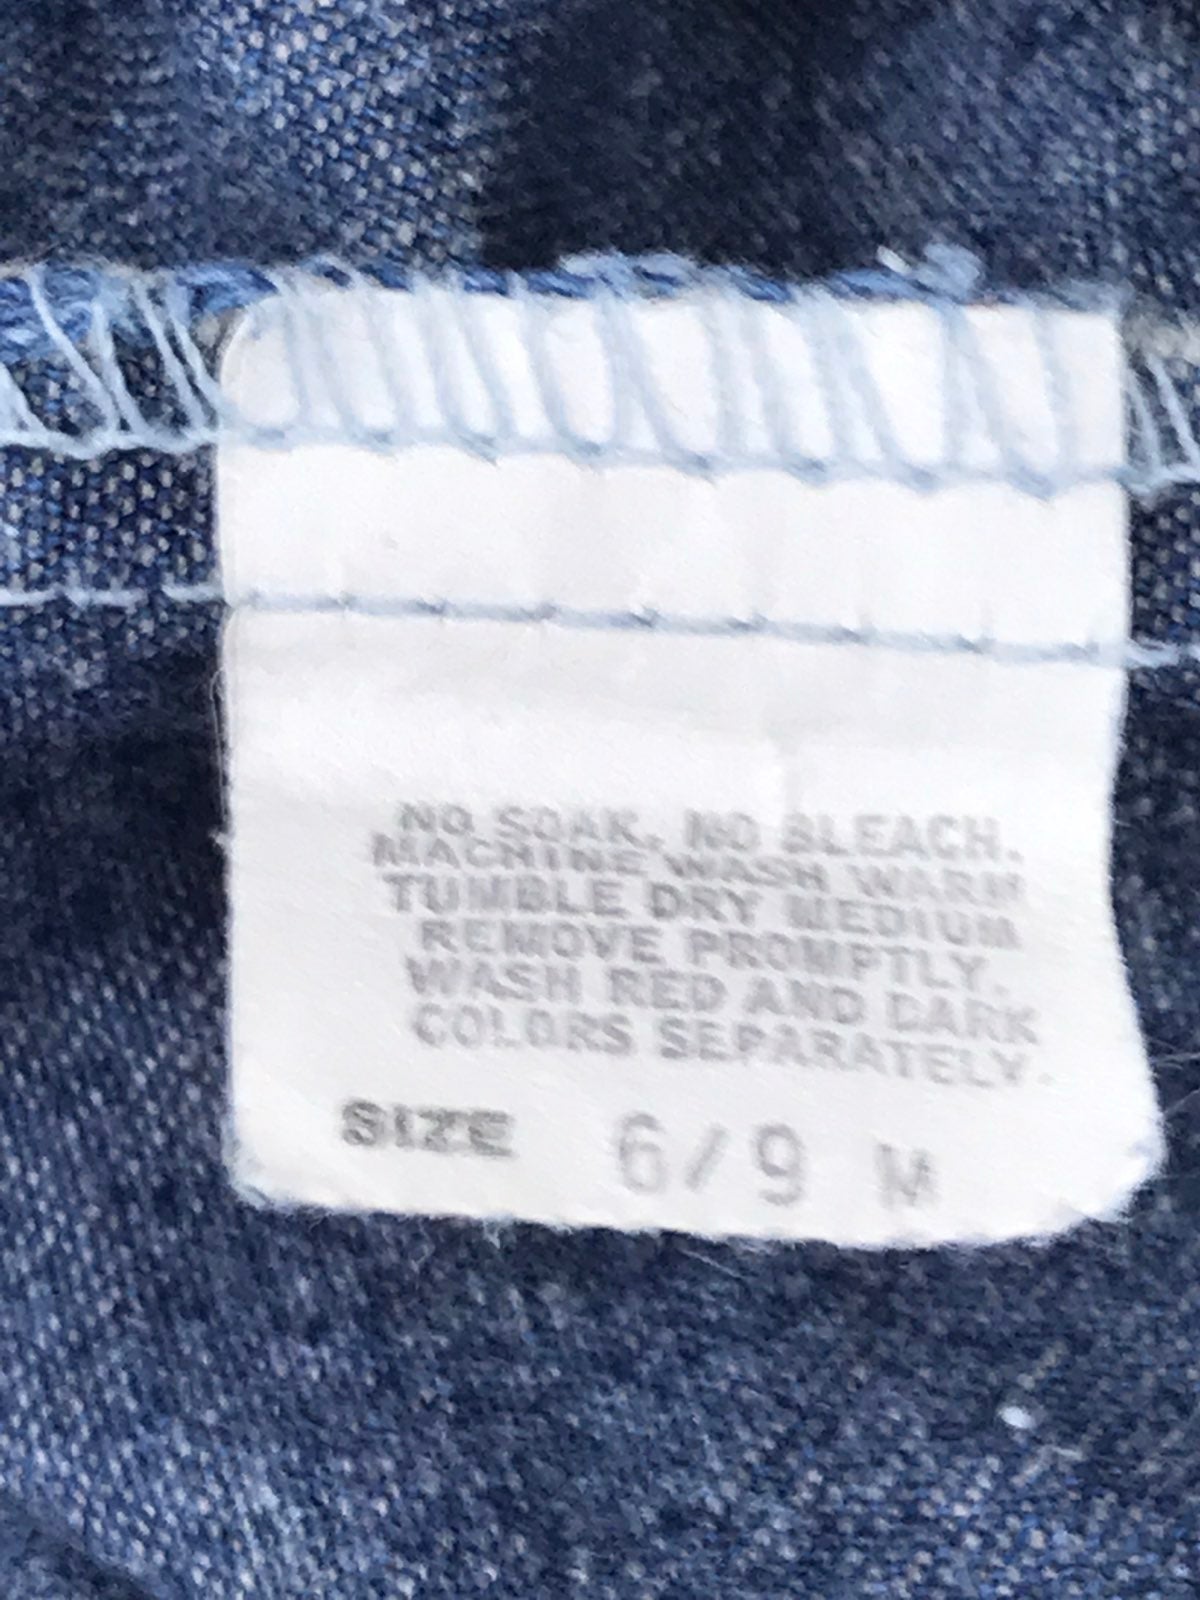 NO SOAK. NO BLEACH.
MACHINE WASH WARM
TUMBLE DRY MEDIUM
REMOVE PROMPTLY.
WASH RED AND DARK
COLORS SEPARATELY.
SIZE 6/9 M